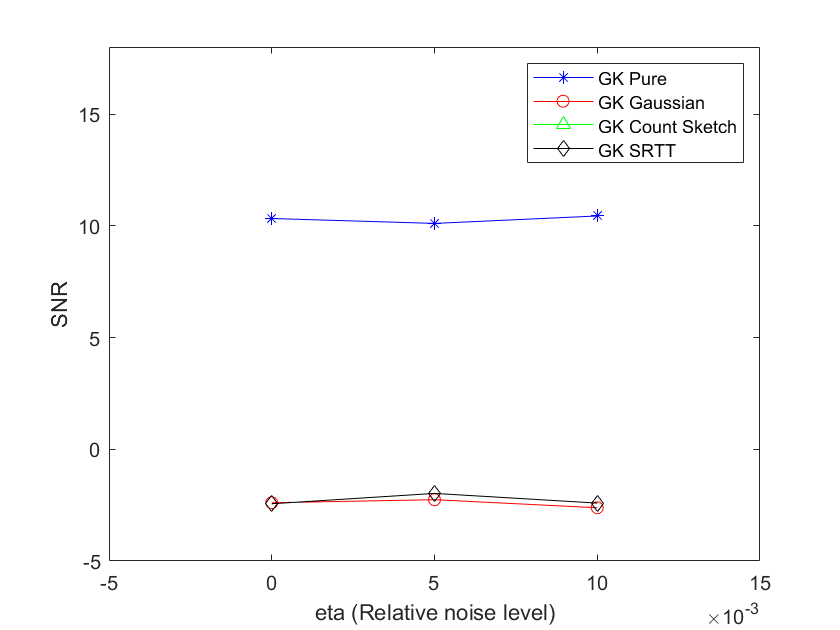 GK Pure
GK Gaussian
GK Count Sketch
GK SRTT
15
10
5
0
-5
SNR
-5
0
5
10
15
eta (Relative noise level)
×10-3